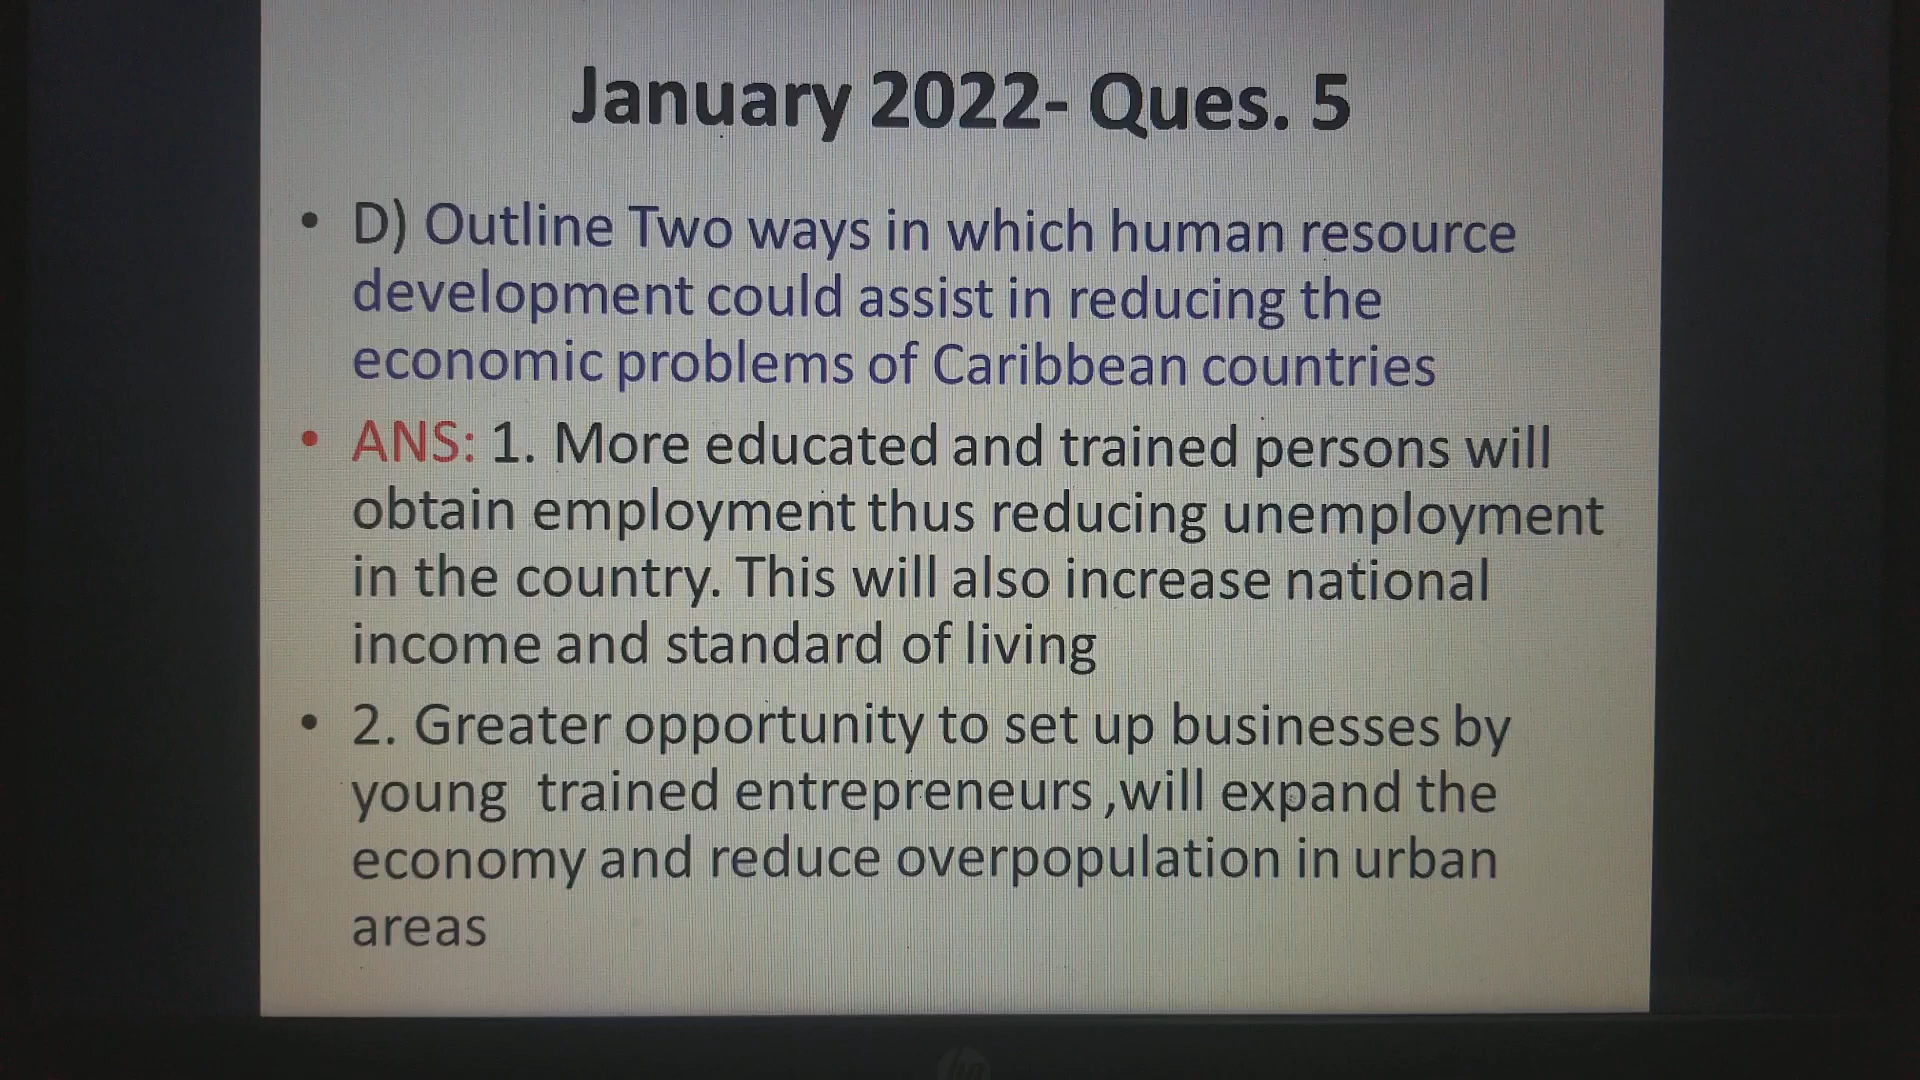 January 2022- Ques. 5
• D) Outline Two ways in which human resource
development could assist in reducing the
economic problems of Caribbean countries
• ANS: 1. More educated and trained persons will
obtain employment thus reducing unemployment
in the country. This will also increase national
income and standard of living
• 2. Greater opportunity to set up businesses by
young  trained entrepreneurs ,will expand the
economy and reduce overpopulation in urban
areas
hp